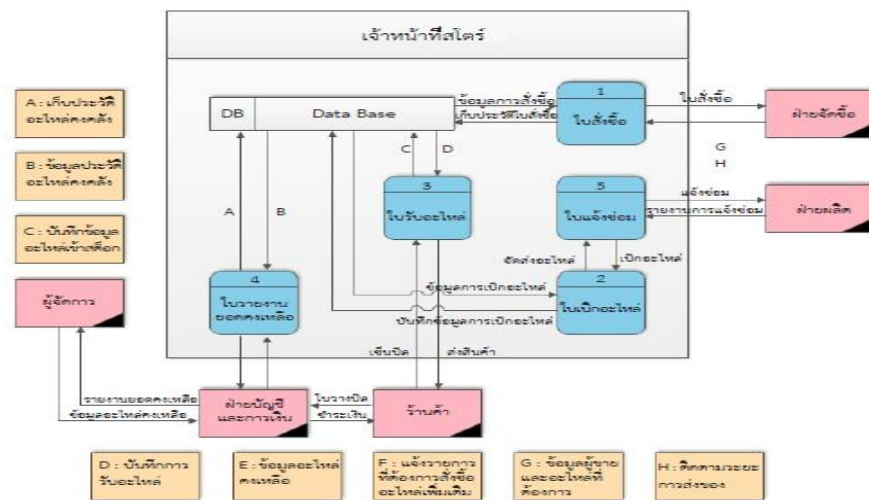 เจ้าหน้าที่สโตร์
A : เก็บประวัติ
อะไหล่คงคลัง
B : ข้อมูลประวัติ
อะไหล่คงคลัง
C : บันทึกข้อมูล
อะไหล่เข้าสต็อก
ผู้จัดการ
DB
Data Base
ข้อมูลการสั่งซื้อ
เก็บประวัติใบสั่งซื้อ
1
ใบสั่งซื้อ
ใบสั่งซื้อ
ฝ่ายจัดซื้อ
G
H
C
D
3
ใบรับอะไหล่
5
ใบแจ้งซ่อม
แจ้งซ่อม
รายงานการแจ้งซ่อม
ฝ่ายผลิต
A
B
จัดส่งอะไหล่
เบิกอะไหล่
4
ใบรายงาน
ยอดคงเหลือ
ข้อมูลการเบิกอะไหล่
บันทึกข้อมูลการเบิกอะไหล่
2
ใบเบิกอะไหล่
เซ็นบิล
ส่งสินค้า
รายงานยอดคงเหลือ
ข้อมูลอะไหล่คงเหลือ
ฝ่ายบัญชี
และการเงิน
ใบวางบิล
ชำระเงิน
ร้านค้า
D : บันทึกการ
รับอะไหล่
E : ข้อมูลอะไหล่
คงเหลือ
F : แจ้งรายการ
ที่ต้องการสั่งซื้อ
อะไหล่เพิ่มเติม
G : ข้อมูลผู้ขาย
และอะไหล่ที่
ต้องการ
H : ติดตามระยะ
การส่งของ